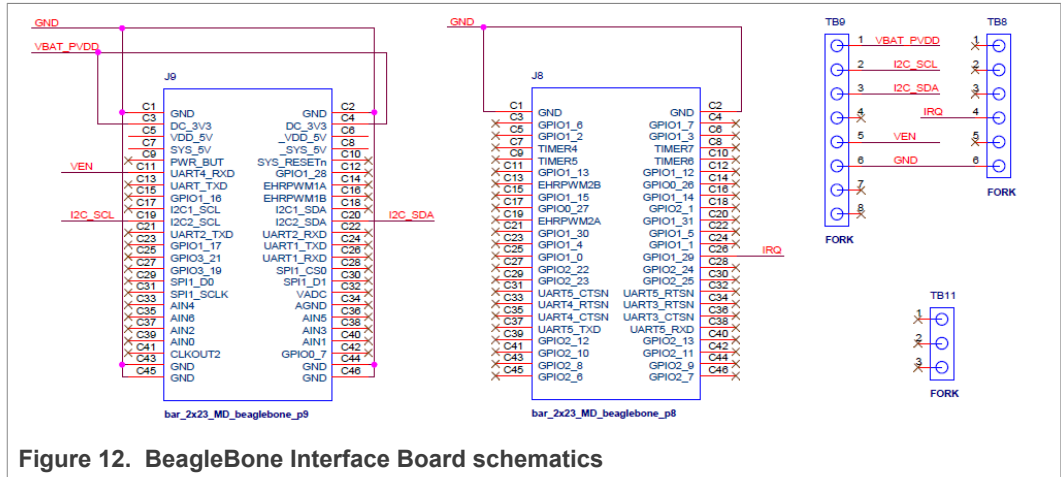 GND
VBAT_PVDD
J9
C1 GND GND C2
C3 DC_3V3 DC_3V3 C4
C5 VDD_5V _VDD_5V C6
C7 SYS_5V _SYS_5V C8
C9 PWR_BUT SYS_RESETn C10
VEN C11 UART4_RXD GPIO1_28 C12
C13 UART_TXD EHRPWM1A C14
C15 GPIO1_16 EHRPWM1B C16
C17 I2C1_SCL I2C1_SDA C18
I2C_SCL C19 I2C2_SCL I2C2_SDA C20 I2C_SDA
C21 UART2_TXD UART2_RXD C22
C23 GPIO1_17 UART1_TXD C24
C25 GPIO3_21 UART1_RXD C26
C27 GPIO3_19 SPI1_CS0 C28
C29 SPI1_D0 SPI1_D1 C30
C31 SPI1_SCLK VADC C32
C33 AIN4 AGND C34
C35 AIN6 AIN5 C36
C37 AIN2 AIN3 C38
C39 AIN0 AIN1 C40
C41 CLKOUT2 GPIO0_7 C42
C43 GND GND C44
C45 GND GND C46
bar_2x23_MD_beaglebone_p9
GND
J8
C1 GND GND C2
C3 GPIO1_6 GPIO1_7 C4
C5 GPIO1_2 GPIO1_3 C6
C7 TIMER4 TIMER7 C8
C9 TIMER5 TIMER6 C10
C11 GPIO1_13 GPIO1_12 C12
C13 EHRPWM2B GPIO0_26 C14
C15 GPIO1_15 GPIO1_14 C16
C17 GPIO0_27 GPIO2_1 C18
C19 EHRPWM2A GPIO1_31 C20
C21 GPIO1_30 GPIO1_5 C22
C23 GPIO1_4 GPIO1_1 C24
C25 GPIO1_0 GPIO1_29 C26 IRQ
C27 GPIO2_22 GPIO2_24 C28
C29 GPIO2_23 GPIO2_25 C30
C31 UART5_CTSN UART5_RTSN C32
C33 UART4_RTSN UART3_RTSN C34
C35 UART4_CTSN UART3_CTSN C36
C37 UART5_TXD UART5_RXD C38
C39 GPIO2_12 GPIO2_13 C40
C41 GPIO2_10 GPIO2_11 C42
C43 GPIO2_8 GPIO2_9 C44
C45 GPIO2_6 GPIO2_7 C46
bar_2x23_MD_beaglebone_p8
TB9 TB8
1 VBAT_PVDD 1
2 I2C_SCL 2
3 I2C_SDA 3
4 IRQ 4
5 VEN 5
6 GND 6
7
8
FORK
FORK
TB11
1
2
3
FORK
Figure 12. BeagleBone Interface Board schematics